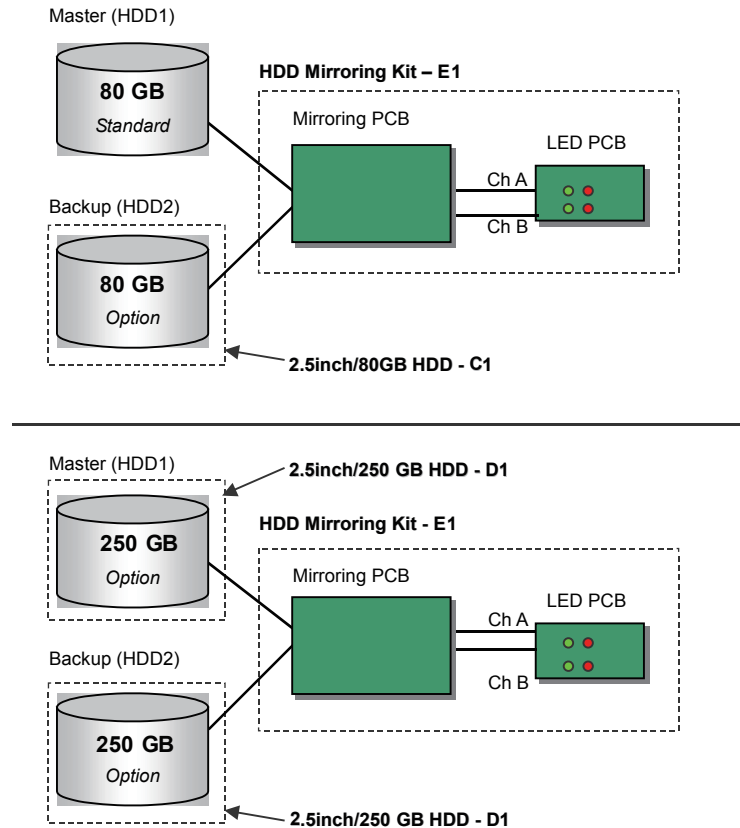 Master (HDD1)
80 GB
Standard
HDD Mirroring Kit – E1
Mirroring PCB
LED PCB
Ch A
Ch B
Backup (HDD2)
80 GB
Option
2.5inch/80GB HDD - C1
Master (HDD1)
2.5inch/250 GB HDD - D1
250 GB
Option
HDD Mirroring Kit - E1
Mirroring PCB
LED PCB
Ch A
Ch B
Backup (HDD2)
250 GB
Option
2.5inch/250 GB HDD - D1